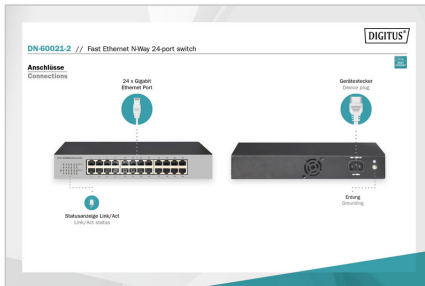 DIGITUS®
DN-60021-2 // Fast Ethernet N-Way 24-port switch
Anschlüsse
Connections
24 x Gigabit
Ethernet Port
Gerätestecker
Device plug
Statusanzeige Link/Act
Link/Act status
Erdung
Grounding